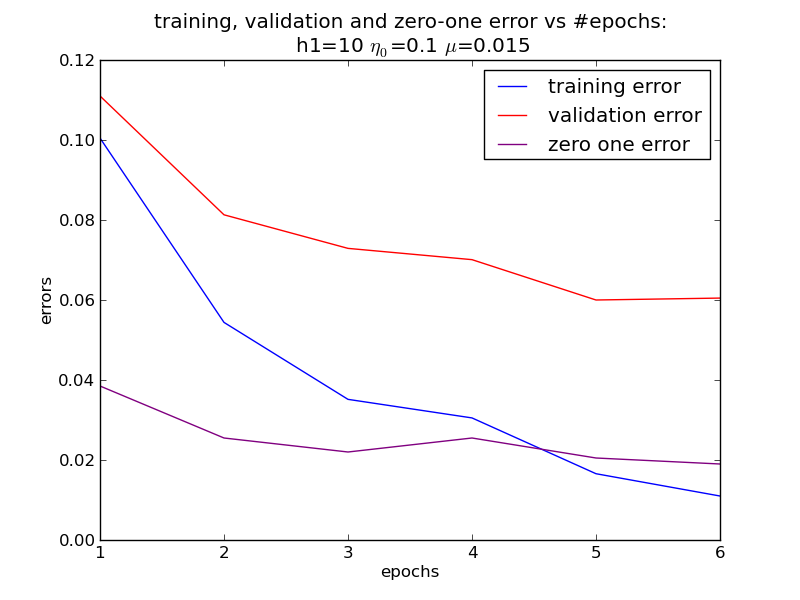 training, validation and zero-one error vs #epochs:
h1=10 η₀=0.1 μ=0.015
training error
validation error
zero one error
0.12
0.10
0.08
0.06
0.04
0.02
0.00
errors
1 2 3 4 5 6
epochs